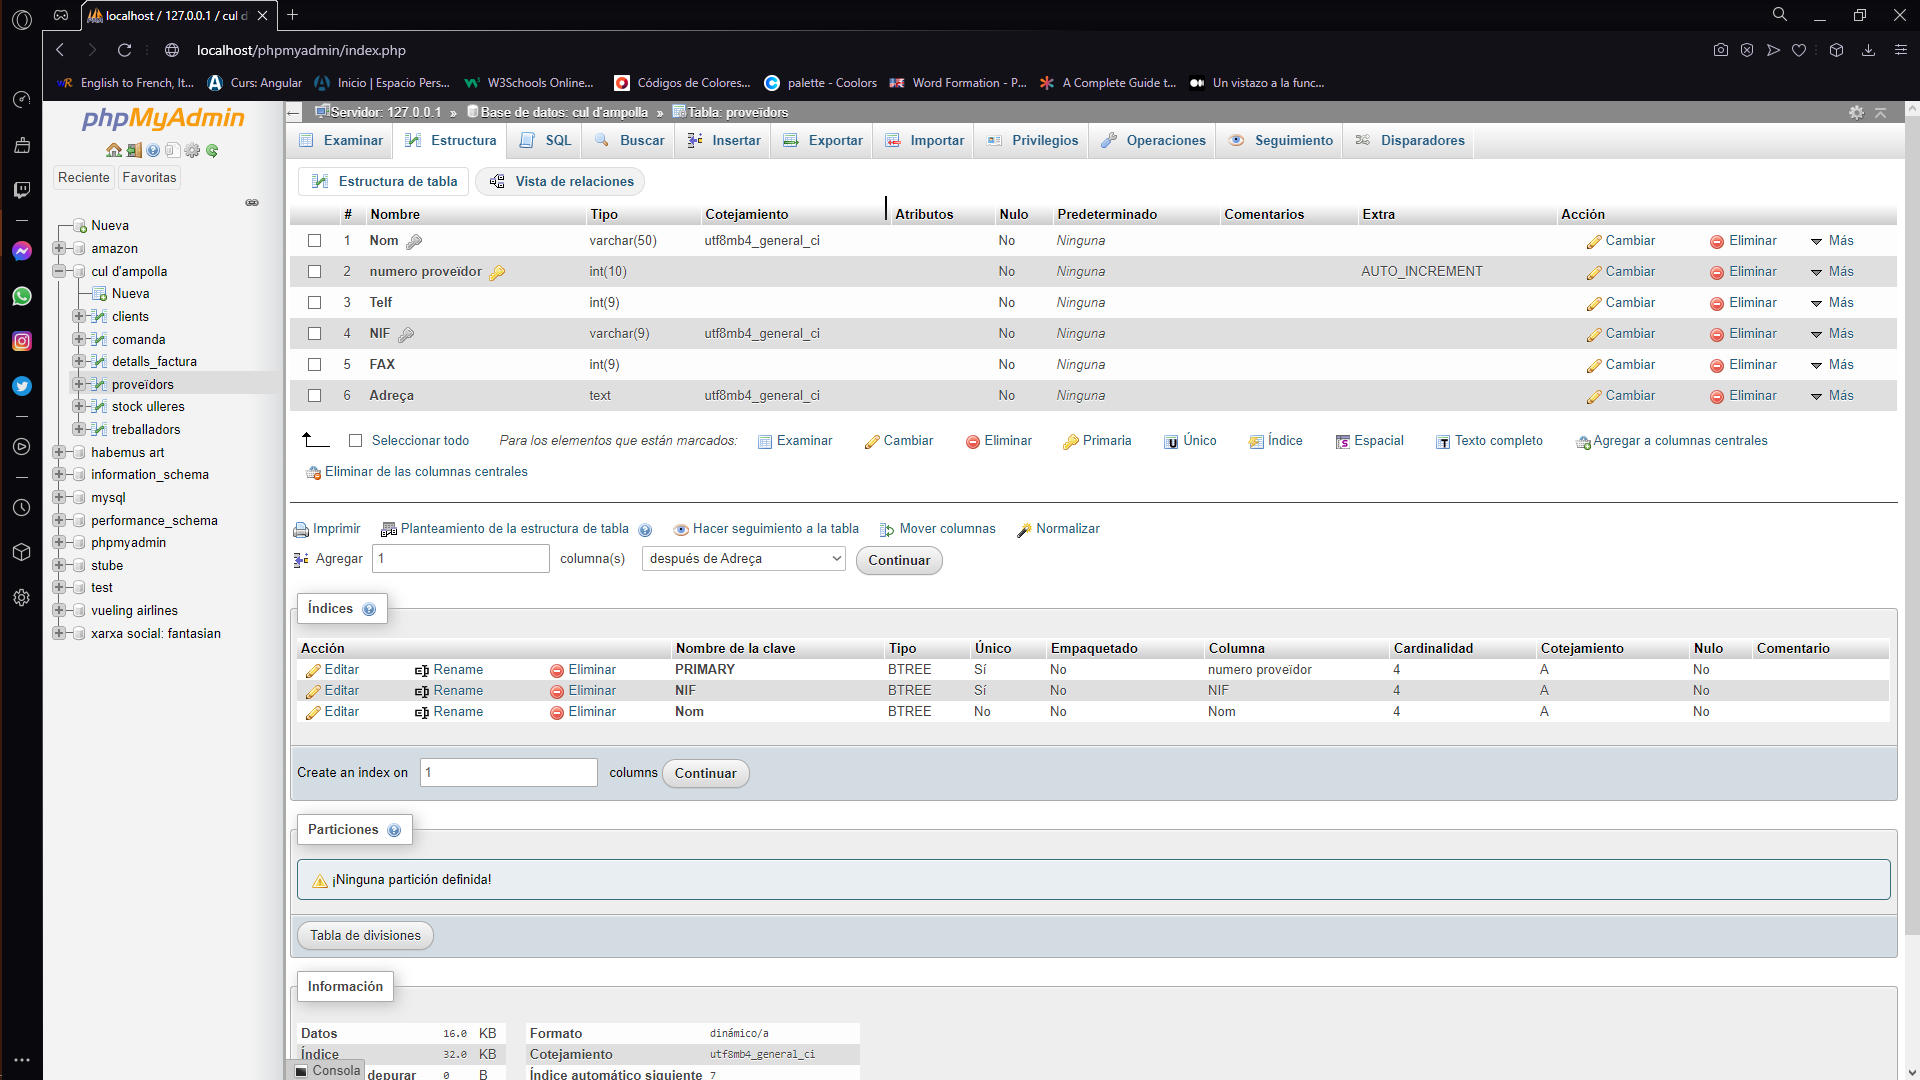 localhost / 127.0.0.1 / cul d
localhost/phpmyadmin/index.php
English to French, It...
Curs: Angular
Inicio | Espacio Pers...
W3Schools Online...
Códigos de Colores...
palette - Coolors
Word Formation - P...
A Complete Guide t...
Un vistazo a la func...
phpMyAdmin
Reciente
Favoritas
Nueva
amazon
cul d'ampolla
Nueva
clients
comanda
detalls_factura
proveïdors
stock ulleres
treballadors
habemus art
information_schema
mysql
performance_schema
phpmyadmin
stube
test
vueling airlines
xarxa social: fantasian
Servidor: 127.0.0.1 » Base de datos: cul d'ampolla » Tabla: proveïdors
Examinar Estructura SQL Buscar Insertar Exportar Importar Privilegios Operaciones Seguimiento Disparadores
Estructura de tabla Vista de relaciones
# Nombre Tipo Cotejamiento Atributos Nulo Predeterminado Comentarios Extra Acción
1 Nom varchar(50) utf8mb4_general_ci No Ninguna Cambiar Eliminar Más
2 numero proveïdor int(10) No Ninguna AUTO_INCREMENT Cambiar Eliminar Más
3 Telf int(9) No Ninguna Cambiar Eliminar Más
4 NIF varchar(9) utf8mb4_general_ci No Ninguna Cambiar Eliminar Más
5 FAX int(9) No Ninguna Cambiar Eliminar Más
6 Adreça text utf8mb4_general_ci No Ninguna Cambiar Eliminar Más
Seleccionar todo Para los elementos que están marcados: Examinar Cambiar Eliminar Primaria Único Índice Espacial Texto completo Agregar a columnas centrales
Eliminar de las columnas centrales
Imprimir Planteamiento de la estructura de tabla Hacer seguimiento a la tabla Mover columnas Normalizar
Agregar 1 columna(s) después de Adreça Continuar
Índices
Acción Nombre de la clave Tipo Único Empaquetado Columna Cardinalidad Cotejamiento Nulo Comentario
Editar Rename Eliminar PRIMARY BTREE Sí No numero proveïdor 4 A No
Editar Rename Eliminar NIF BTREE Sí No NIF 4 A No
Editar Rename Eliminar Nom BTREE No No Nom 4 A No
Create an index on 1 columns Continuar
Particiones
¡Ninguna partición definida!
Tabla de divisiones
Información
Datos 16.0 KB Formato dinámico/a
Índice 32.0 KB Cotejamiento utf8mb4_general_ci
Consola
depurar 0 B Índice automático siguiente 7